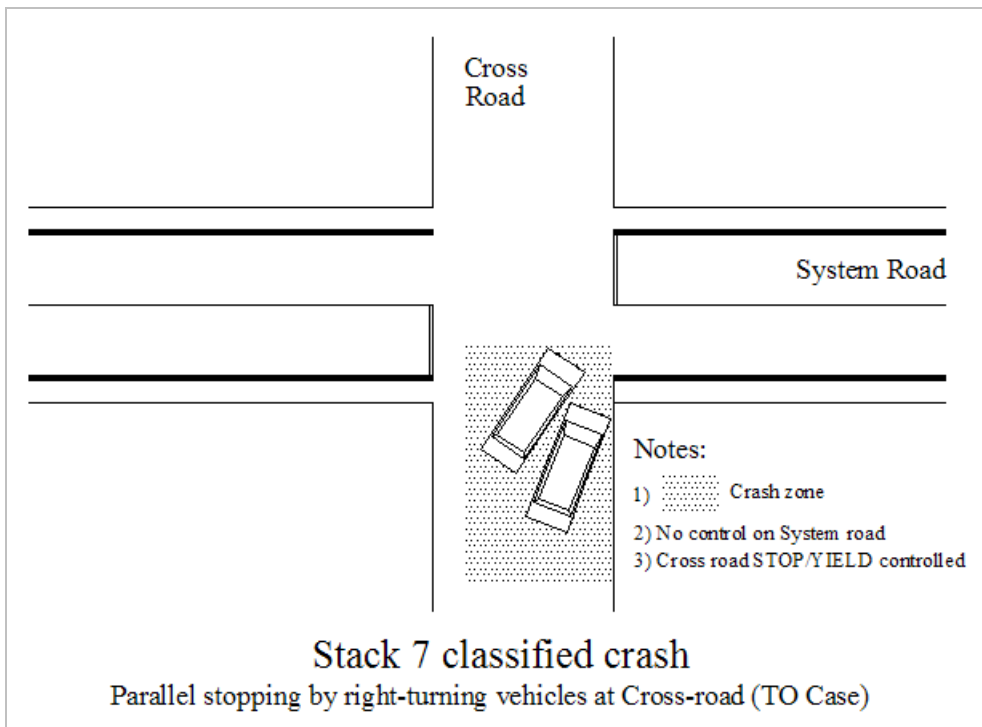 Cross
Road
System Road
Notes:
1) Crash zone
2) No control on System road
3) Cross road STOP/YIELD controlled
Stack 7 classified crash
Parallel stopping by right-turning vehicles at Cross-road (TO Case)